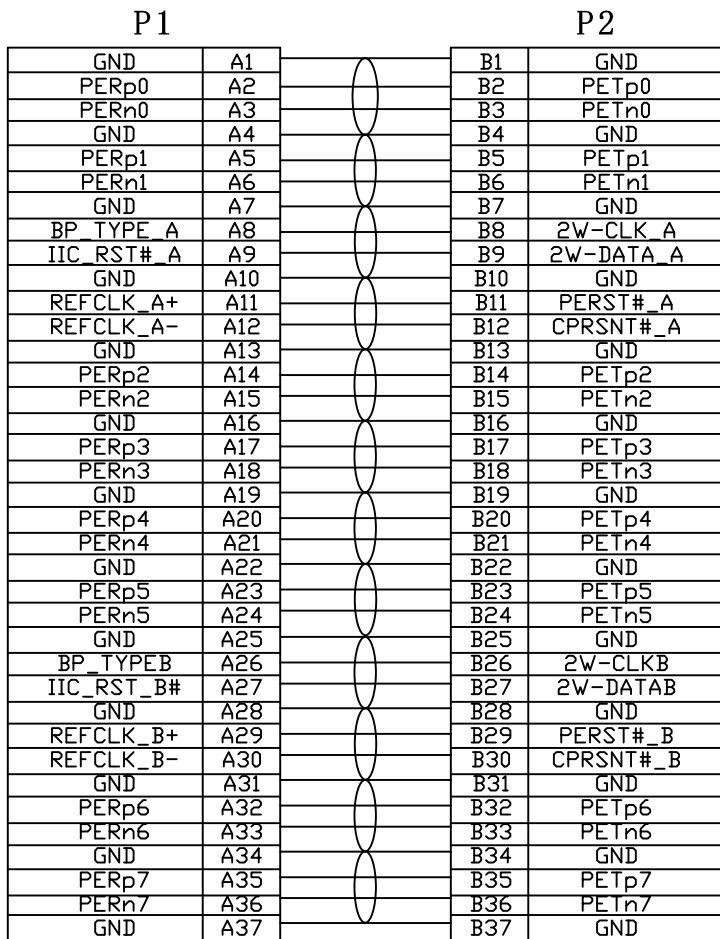 P1 P2
GND A1 B1 GND
PERp0 A2 B2 PETp0
PERn0 A3 B3 PETn0
GND A4 B4 GND
PERp1 A5 B5 PETp1
PERn1 A6 B6 PETn1
GND A7 B7 GND
BP_TYPE_A A8 B8 2W-CLK_A
IIC_RST#_A A9 B9 2W-DATA_A
GND A10 B10 GND
REFCLK_A+ A11 B11 PERST#_A
REFCLK_A- A12 B12 CPRSNT#_A
GND A13 B13 GND
PERp2 A14 B14 PETp2
PERn2 A15 B15 PETn2
GND A16 B16 GND
PERp3 A17 B17 PETp3
PERn3 A18 B18 PETn3
GND A19 B19 GND
PERp4 A20 B20 PETp4
PERn4 A21 B21 PETn4
GND A22 B22 GND
PERp5 A23 B23 PETp5
PERn5 A24 B24 PETn5
GND A25 B25 GND
BP_TYPEB A26 B26 2W-CLKB
IIC_RST_B# A27 B27 2W-DATAB
GND A28 B28 GND
REFCLK_B+ A29 B29 PERST#_B
REFCLK_B- A30 B30 CPRSNT#_B
GND A31 B31 GND
PERp6 A32 B32 PETp6
PERn6 A33 B33 PETn6
GND A34 B34 GND
PERp7 A35 B35 PETp7
PERn7 A36 B36 PETn7
GND A37 B37 GND